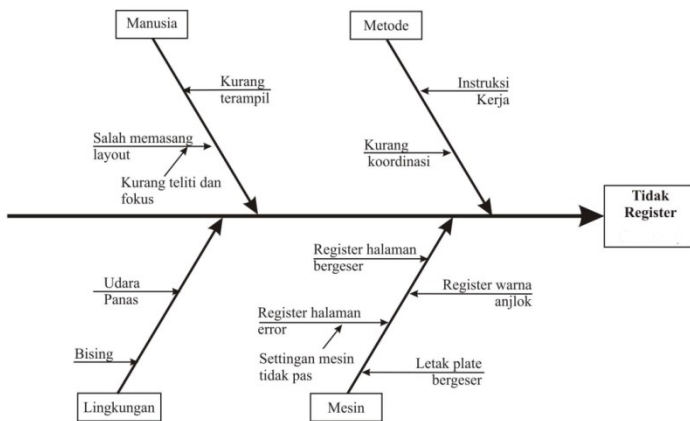 Manusia
Metode
Kurang
terampil
Instruksi
Kerja
Salah memasang
layout
Kurang
koordinasi
Kurang teliti dan
fokus
Tidak
Register
Register halaman
bergeser
Udara
Panas
Register warna
anjlok
Register halaman
error
Settingan mesin
tidak pas
Bising
Letak plate
bergeser
Lingkungan
Mesin